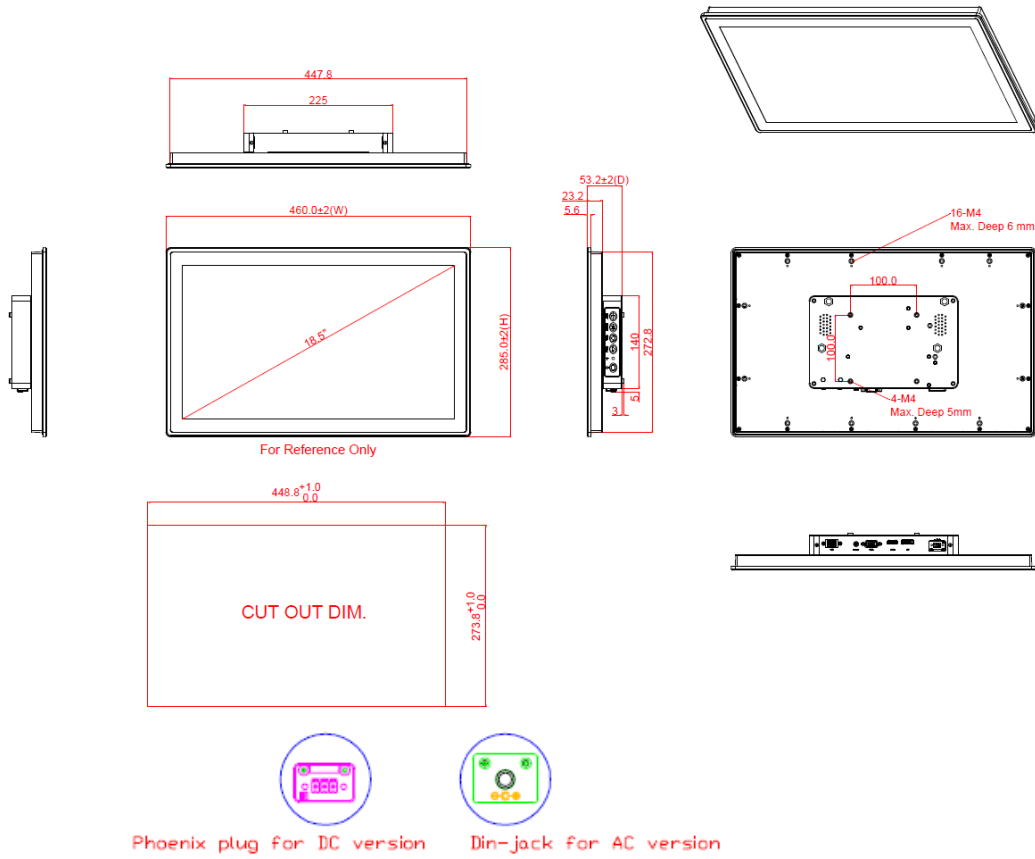 447.8
225
460.0±2(W)
18.5"
285.0±2(H)
For Reference Only
53.2±2(D)
23.2
5.6
140
272.8
5
3
16-M4
Max. Deep 6 mm
100.0
100.0
4-M4
Max. Deep 5mm
448.8+1.0
0.0
273.8+1.0
0.0
CUT OUT DIM.
Phoenix plug for DC version
Din-jack for AC version